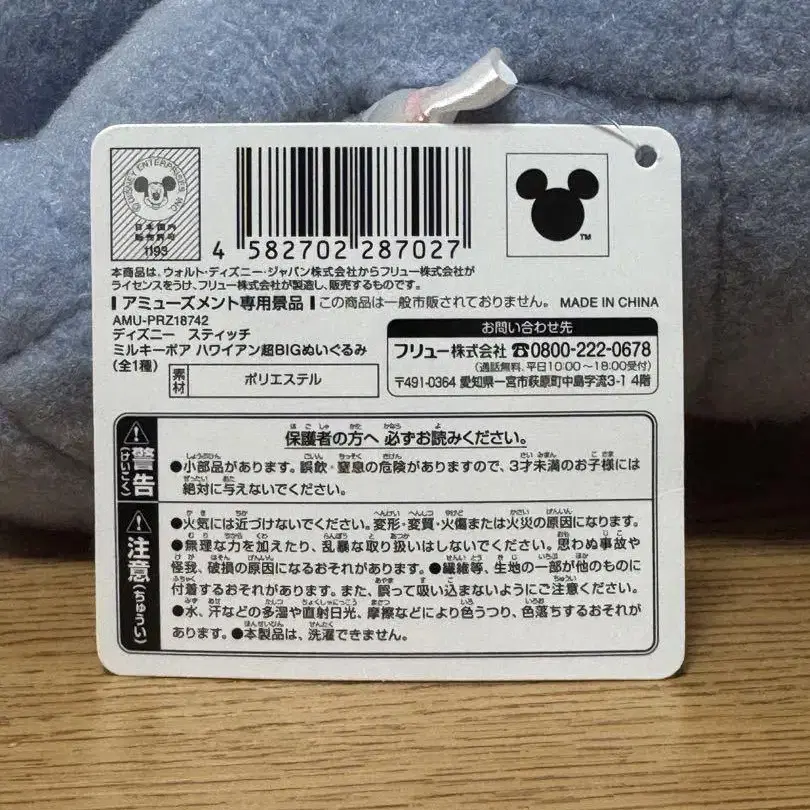 ©DISNEY ENTERPRISES INC.
日本国内
販売許可
1193
4 582702 287027
TM
本商品は、ウォルト・ディズニー・ジャパン株式会社からフリュー株式会社が
ライセンスをうけ、フリュー株式会社が製造し、販売するものです。
アミューズメント専用景品 この商品は一般市販されておりません。 MADE IN CHINA
AMU-PRZ18742
ディズニー スティッチ
ミルキーボア ハワイアン超BIGぬいぐるみ
(全1種)
素材 ポリエステル
お問い合わせ先
フリュー株式会社 ☎0800-222-0678
(通話無料、平日10:00~18:00受付)
〒491-0364 愛知県一宮市萩原町中島字流3-1 4階
警告(けいこく)
保護者の方へ 必ずお読みください。
●小部品があります。誤飲・窒息の危険がありますので、3才未満のお子様には
絶対に与えないでください。
注意(ちゅうい)
●火気には近づけないでください。変形・変質・火傷または火災の原因になります。
●無理な力を加えたり、乱暴な取り扱いはしないでください。思わぬ事故や
怪我、破損の原因になるおそれがあります。●繊維等、生地の一部が他のものに
付着するおそれがあります。また、誤って吸い込まないようにご注意ください。
●水、汗などの多湿や直射日光、摩擦などにより色うつり、色落ちするおそれが
あります。●本製品は、洗濯できません。